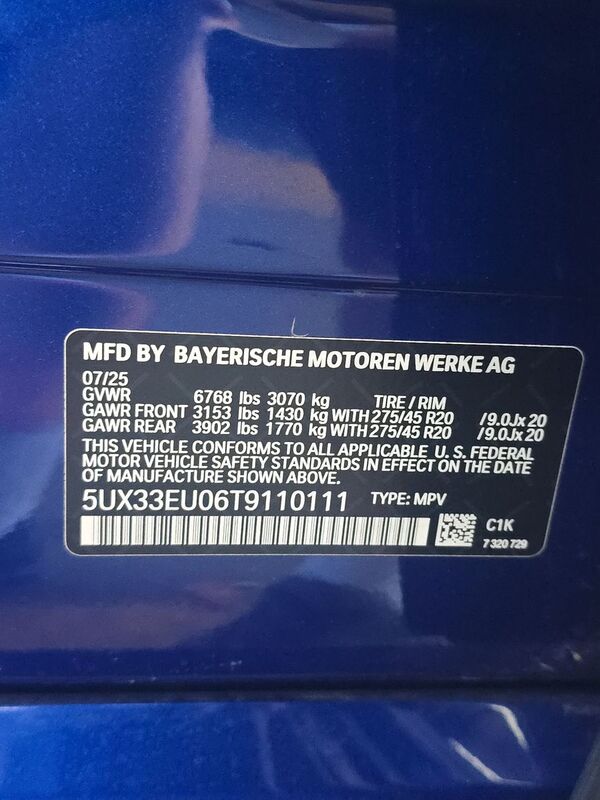 MFD BY BAYERISCHE MOTOREN WERKE AG
07/25
GVWR 6768 lbs 3070 kg TIRE / RIM
GAWR FRONT 3153 lbs 1430 kg WITH 275/45 R20 /9.0Jx 20
GAWR REAR 3902 lbs 1770 kg WITH 275/45 R20 /9.0Jx 20
THIS VEHICLE CONFORMS TO ALL APPLICABLE U. S. FEDERAL
MOTOR VEHICLE SAFETY STANDARDS IN EFFECT ON THE DATE
OF MANUFACTURE SHOWN ABOVE.
5UX33EU06T9110111 TYPE: MPV
C1K
7 320 729